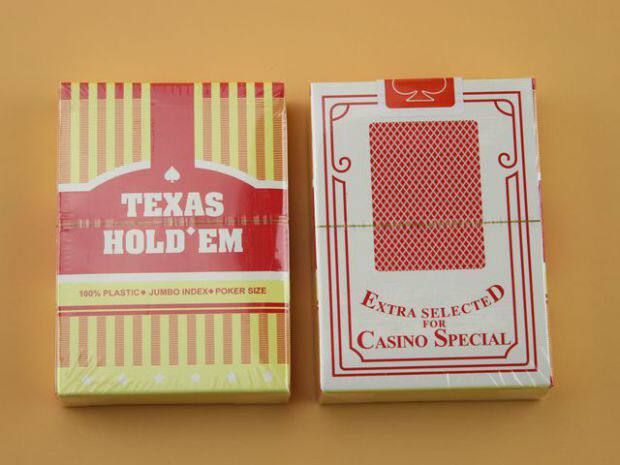 TEXAS
HOLD'EM
100% PLASTIC♦ JUMBO INDEX♦ POKER SIZE
EXTRA SELECTED
FOR
CASINO SPECIAL